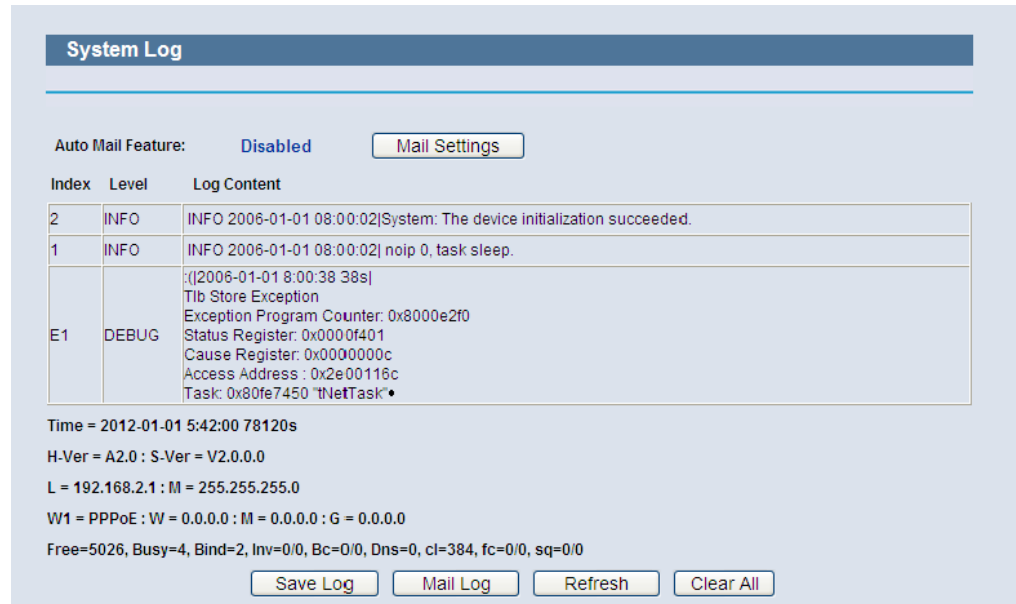 System Log
Auto Mail Feature: Disabled Mail Settings
Index Level Log Content
2 INFO INFO 2006-01-01 08:00:02|System: The device initialization succeeded.
1 INFO INFO 2006-01-01 08:00:02| noip 0, task sleep.
E1 DEBUG :(|2006-01-01 8:00:38 38s|
Tlb Store Exception
Exception Program Counter: 0x8000e2f0
Status Register: 0x0000f401
Cause Register: 0x0000000c
Access Address : 0x2e00116c
Task: 0x80fe7450 "tNetTask"•
Time = 2012-01-01 5:42:00 78120s
H-Ver = A2.0 : S-Ver = V2.0.0.0
L = 192.168.2.1 : M = 255.255.255.0
W1 = PPPoE : W = 0.0.0.0 : M = 0.0.0.0 : G = 0.0.0.0
Free=5026, Busy=4, Bind=2, Inv=0/0, Bc=0/0, Dns=0, cl=384, fc=0/0, sq=0/0
Save Log Mail Log Refresh Clear All